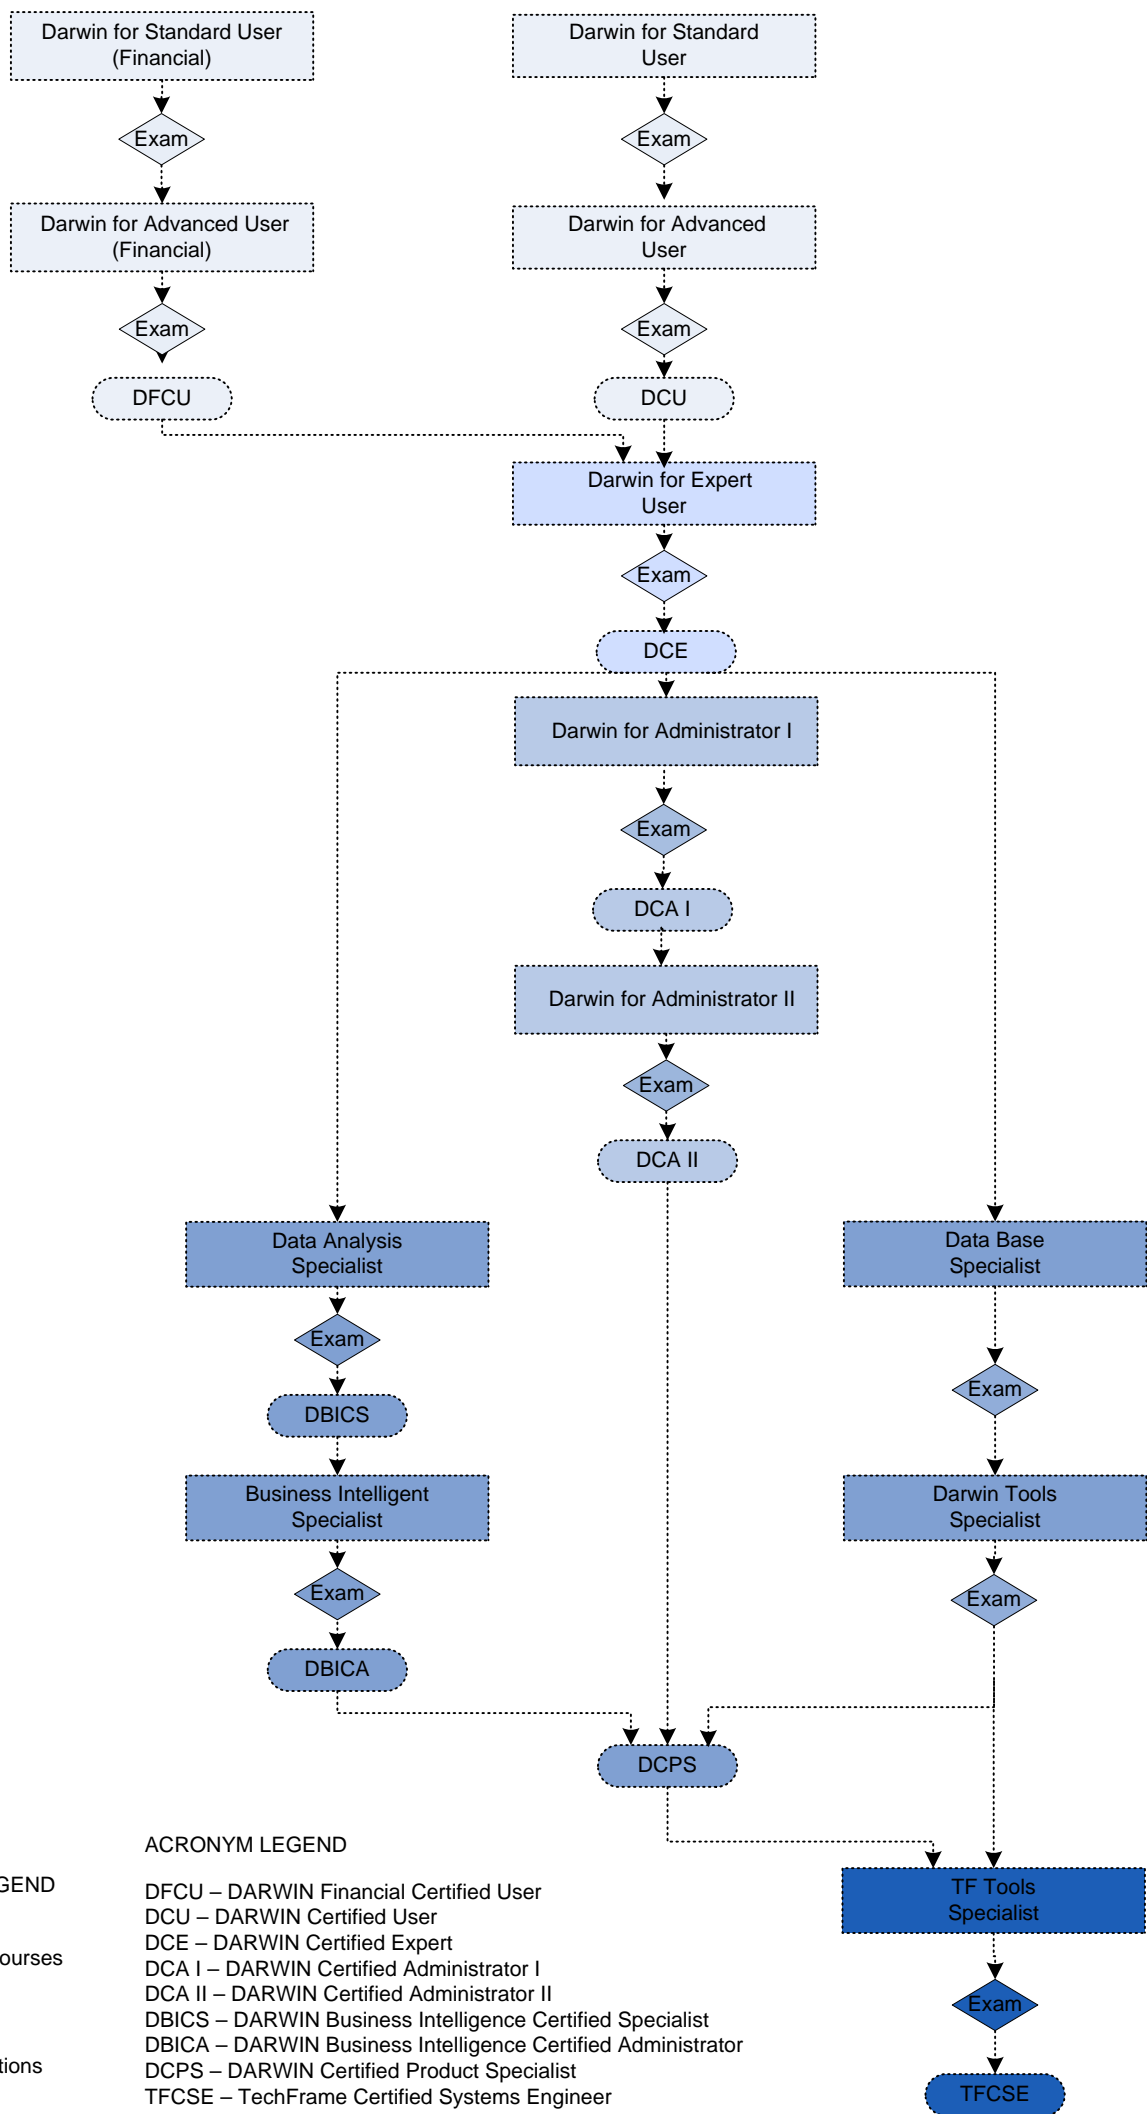 Darwin for Standard User
(Financial)
Darwin for Standard
User
Exam
Exam
Darwin for Advanced User
(Financial)
Darwin for Advanced
User
Exam
Exam
DFCU
DCU
Darwin for Expert
User
Exam
DCE
Darwin for Administrator I
Exam
DCA I
Darwin for Administrator II
Exam
DCA II
Data Analysis
Specialist
Data Base
Specialist
Exam
Exam
DBICS
Business Intelligent
Specialist
Darwin Tools
Specialist
Exam
Exam
DBICA
DCPS
TF Tools
Specialist
Exam
TFCSE
GEND
ourses
tions
ACRONYM LEGEND
DFCU – DARWIN Financial Certified User
DCU – DARWIN Certified User
DCE – DARWIN Certified Expert
DCA I – DARWIN Certified Administrator I
DCA II – DARWIN Certified Administrator II
DBICS – DARWIN Business Intelligence Certified Specialist
DBICA – DARWIN Business Intelligence Certified Administrator
DCPS – DARWIN Certified Product Specialist
TFCSE – TechFrame Certified Systems Engineer